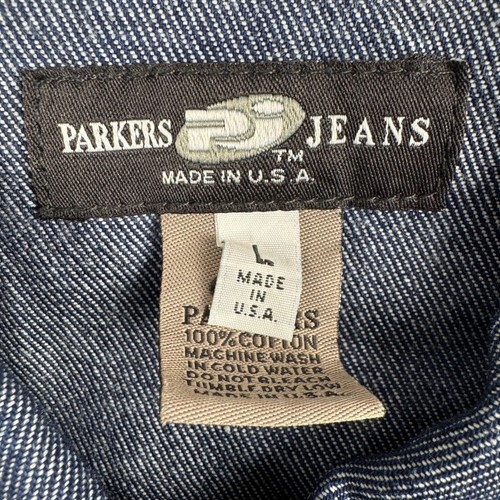 PARKERS PJ JEANS
TM
MADE IN U.S.A.
L
MADE
IN
U.S.A.
100% COTTON
MACHINE WASH
IN COLD WATER
DO NOT BLEACH
TUMBLE DRY LOW
MADE IN U.S.A.